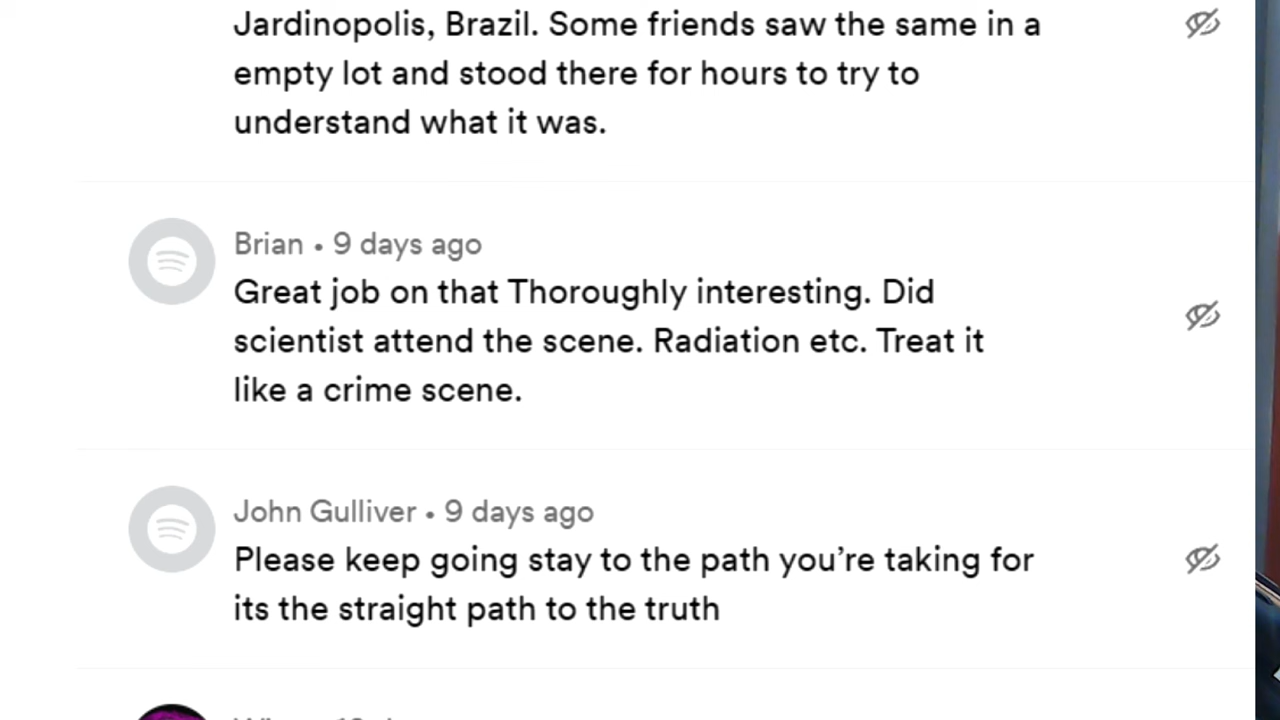 Jardinopolis, Brazil. Some friends saw the same in a
empty lot and stood there for hours to try to
understand what it was.
Brian • 9 days ago
Great job on that Thoroughly interesting. Did
scientist attend the scene. Radiation etc. Treat it
like a crime scene.
John Gulliver • 9 days ago
Please keep going stay to the path you’re taking for
its the straight path to the truth